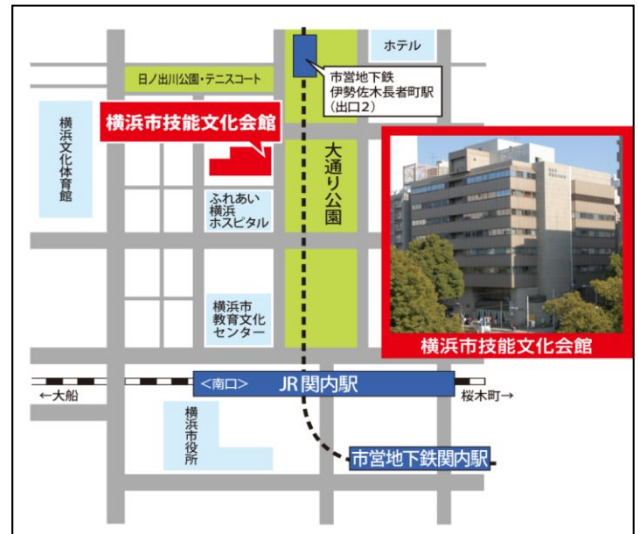 ホテル
日ノ出川公園・テニスコート
市営地下鉄
伊勢佐木長者町駅
(出口2)
横浜市技能文化会館
横浜文化体育館
大通り公園
ふれあい
横浜
ホスピタル
横浜市技能文化会館
横浜市
教育文化
センター
<南口>
JR関内駅
←大船
桜木町→
横浜市役所
市営地下鉄関内駅